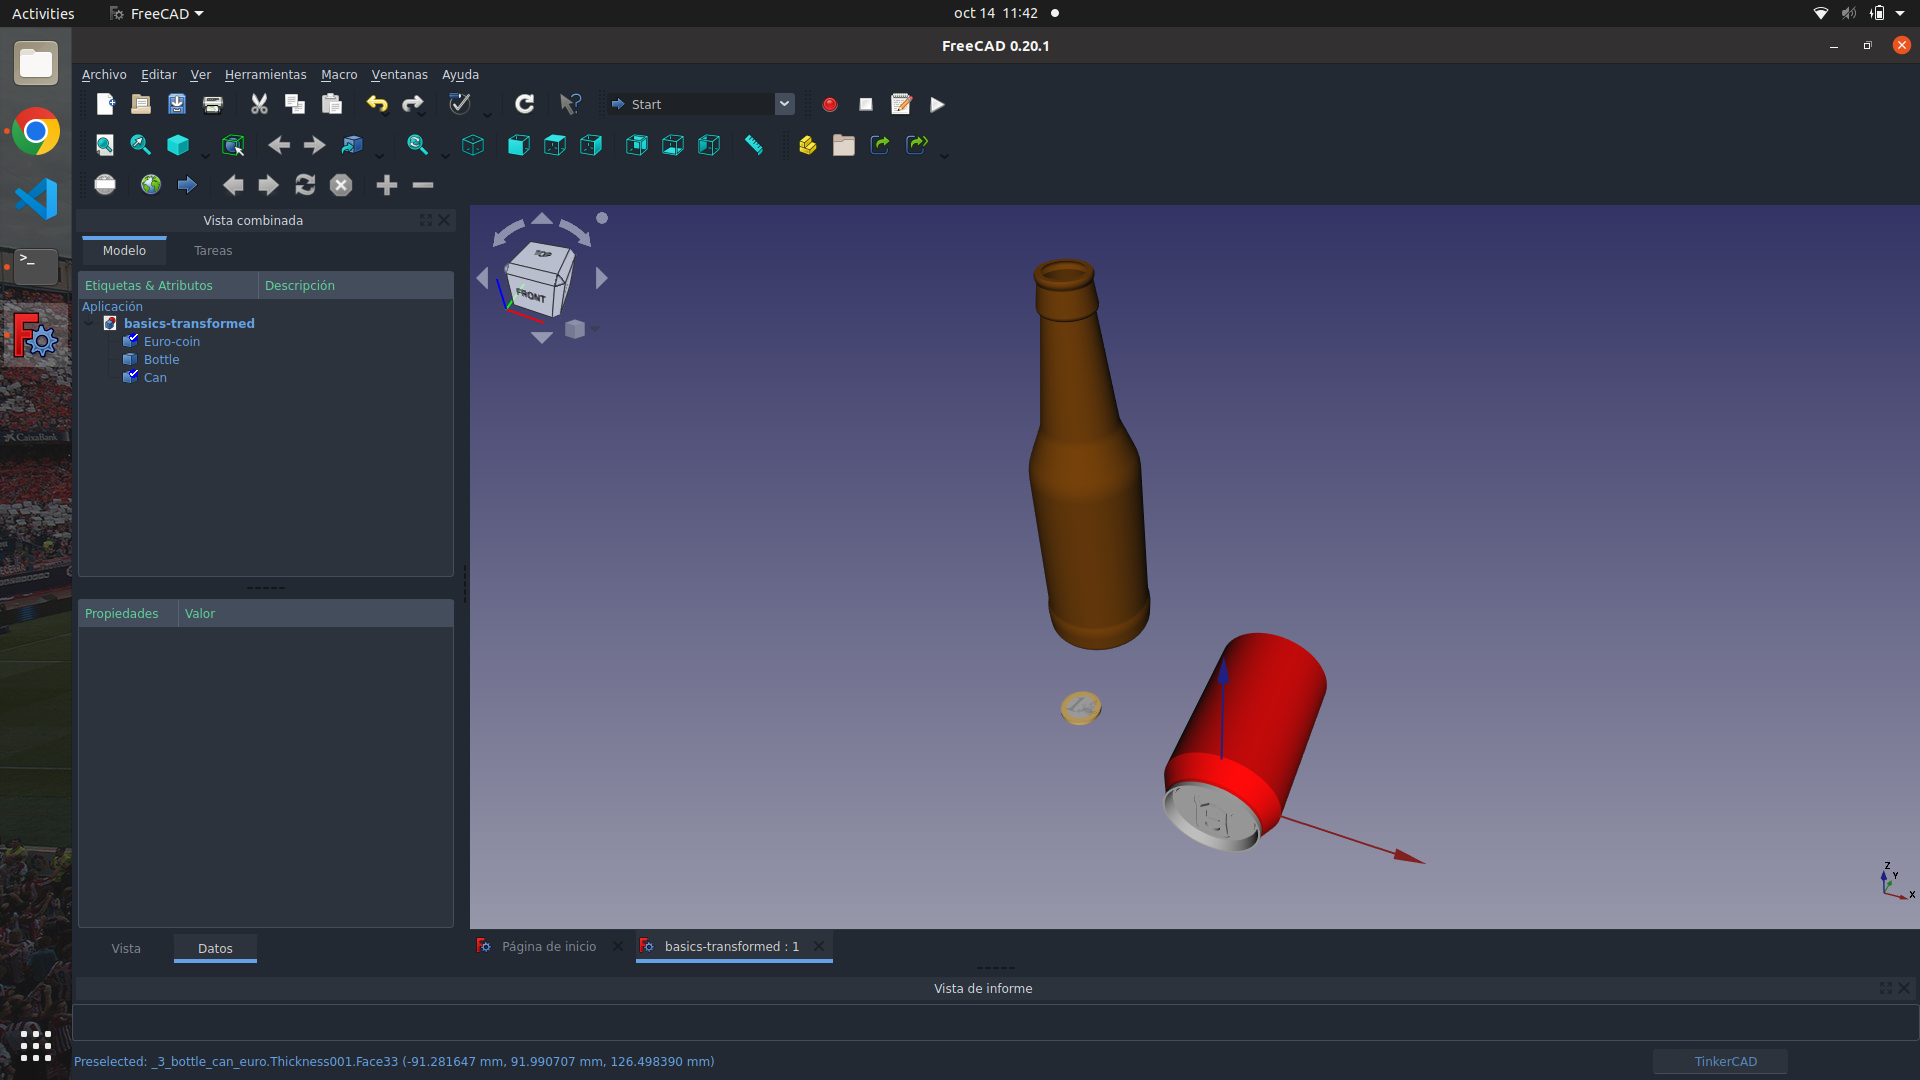 Activities FreeCAD oct 14 11:42
FreeCAD 0.20.1
Archivo Editar Ver Herramientas Macro Ventanas Ayuda
Start
Vista combinada
Modelo Tareas
Etiquetas & Atributos Descripción
Aplicación
basics-transformed
Euro-coin
Bottle
Can
TOP
FRONT
CaixaBank
Propiedades Valor
Z
Y
X
Vista Datos
Página de inicio basics-transformed : 1
Vista de informe
Preselected: _3_bottle_can_euro.Thickness001.Face33 (-91.281647 mm, 91.990707 mm, 126.498390 mm)
TinkerCAD